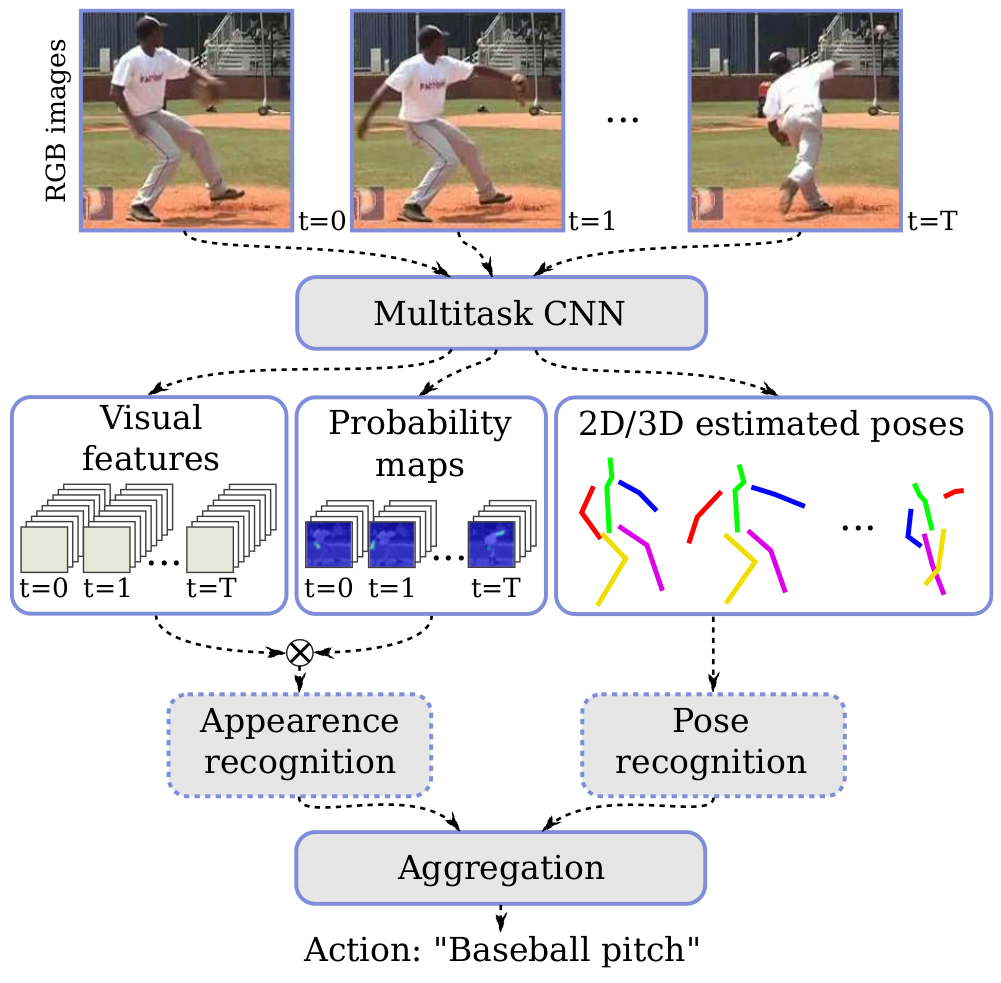 RGB images
t=0
t=1
...
t=T
Multitask CNN
Visual
features
t=0
t=1
...
t=T
Probability
maps
t=0
t=1
...
t=T
2D/3D estimated poses
...
Appearence
recognition
Pose
recognition
Aggregation
Action: "Baseball pitch"